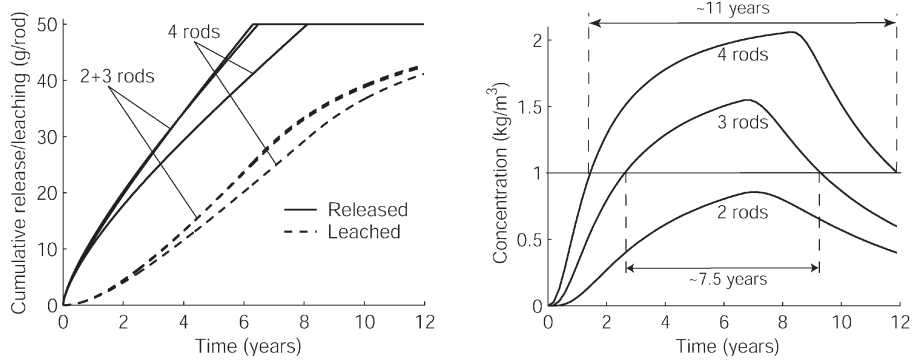 Cumulative release/leaching (g/rod)
50
40
30
20
10
0
4 rods
2+3 rods
Released
Leached
0 2 4 6 8 10 12
Time (years)
~11 years
Concentration (kg/m³)
2
1.5
1
0.5
0
4 rods
3 rods
2 rods
~7.5 years
0 2 4 6 8 10 12
Time (years)